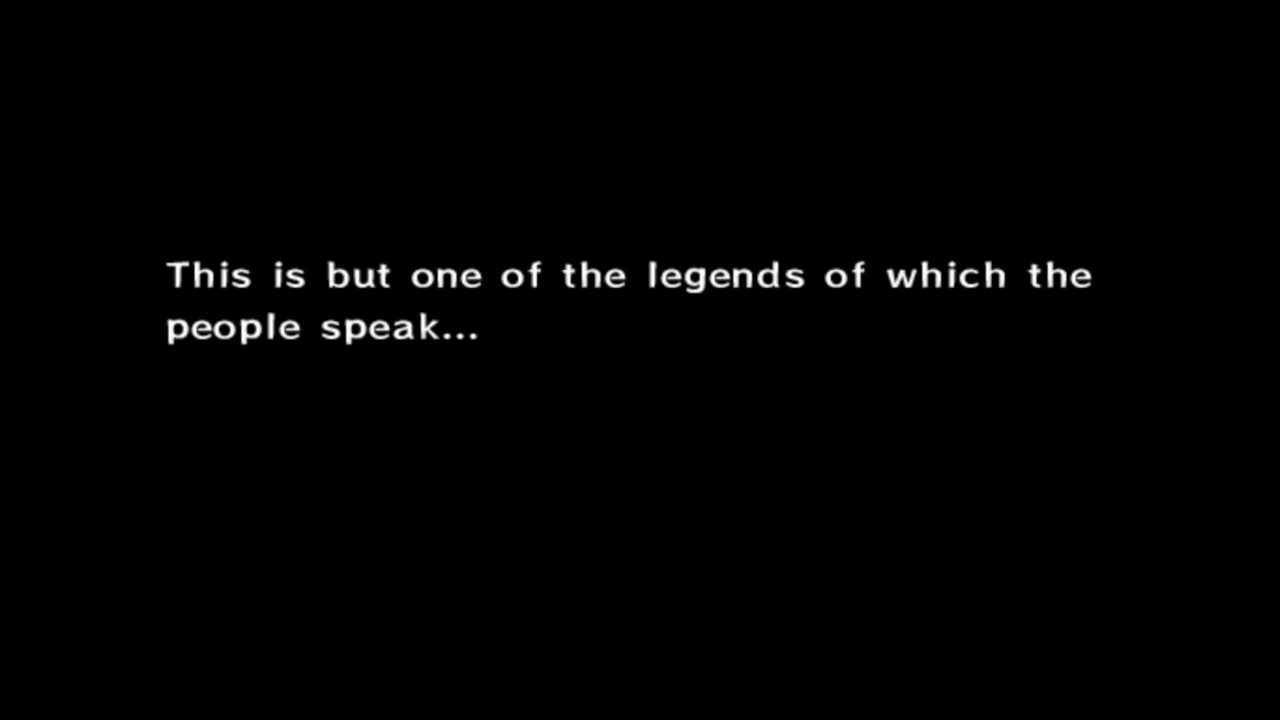 This is but one of the legends of which the
people speak...